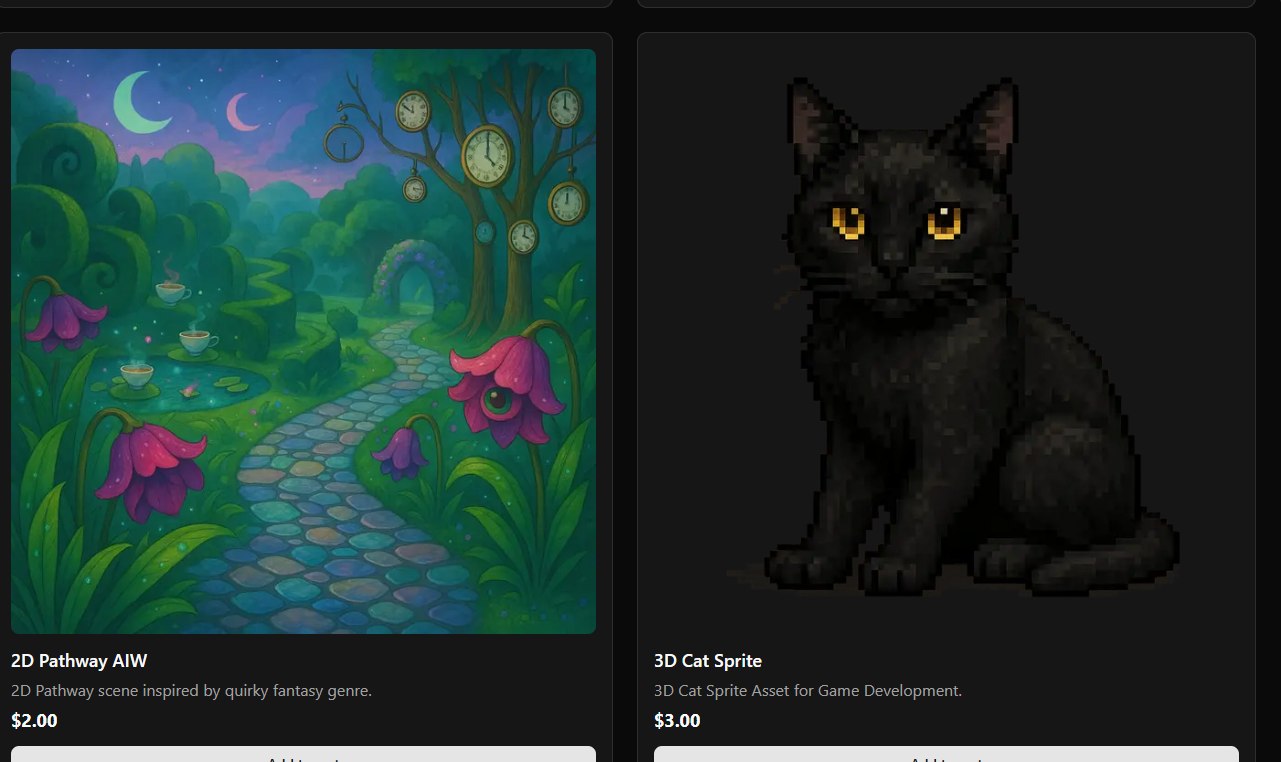 2D Pathway AIW
2D Pathway scene inspired by quirky fantasy genre.
$2.00
3D Cat Sprite
3D Cat Sprite Asset for Game Development.
$3.00